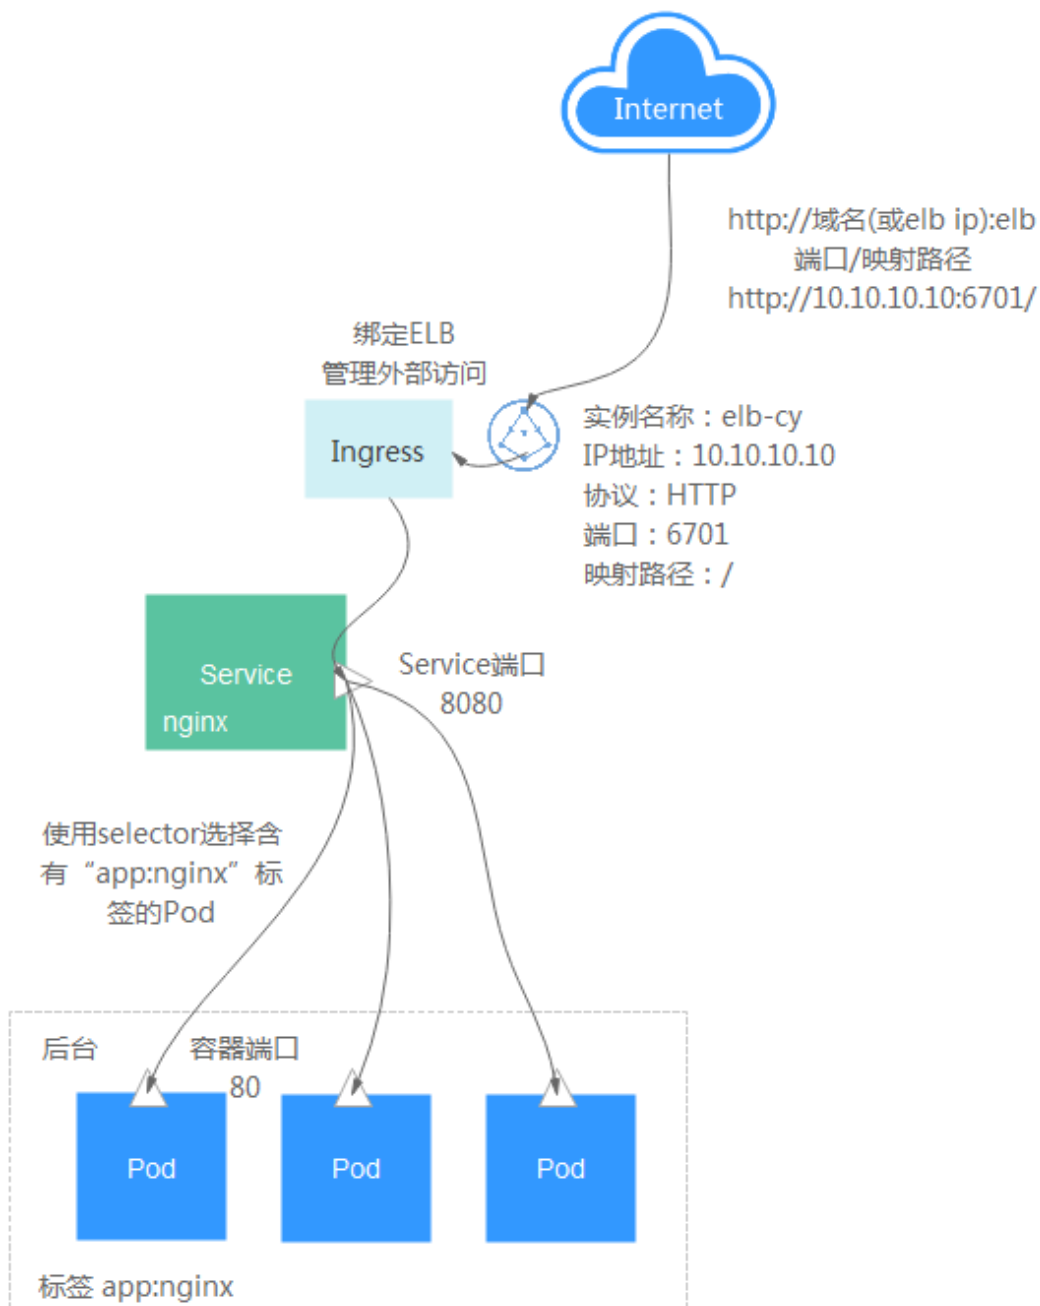 Internet
http://域名(或elb ip):elb
端口/映射路径
http://10.10.10.10:6701/
绑定ELB
管理外部访问
Ingress
实例名称：elb-cy
IP地址：10.10.10.10
协议：HTTP
端口：6701
映射路径：/
Service
nginx
Service端口
8080
使用selector选择含
有“app:nginx”标
签的Pod
后台
容器端口
80
Pod
Pod
Pod
标签 app:nginx